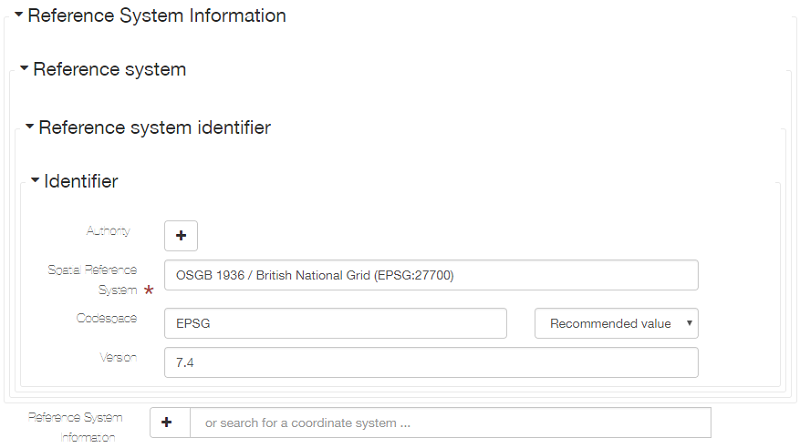 Reference System Information
Reference system
Reference system identifier
Identifier
Authority
+
Spatial Reference
System *
OSGB 1936 / British National Grid (EPSG:27700)
Codespace
EPSG
Recommended value
Version
7.4
Reference System
Information
+
or search for a coordinate system ...